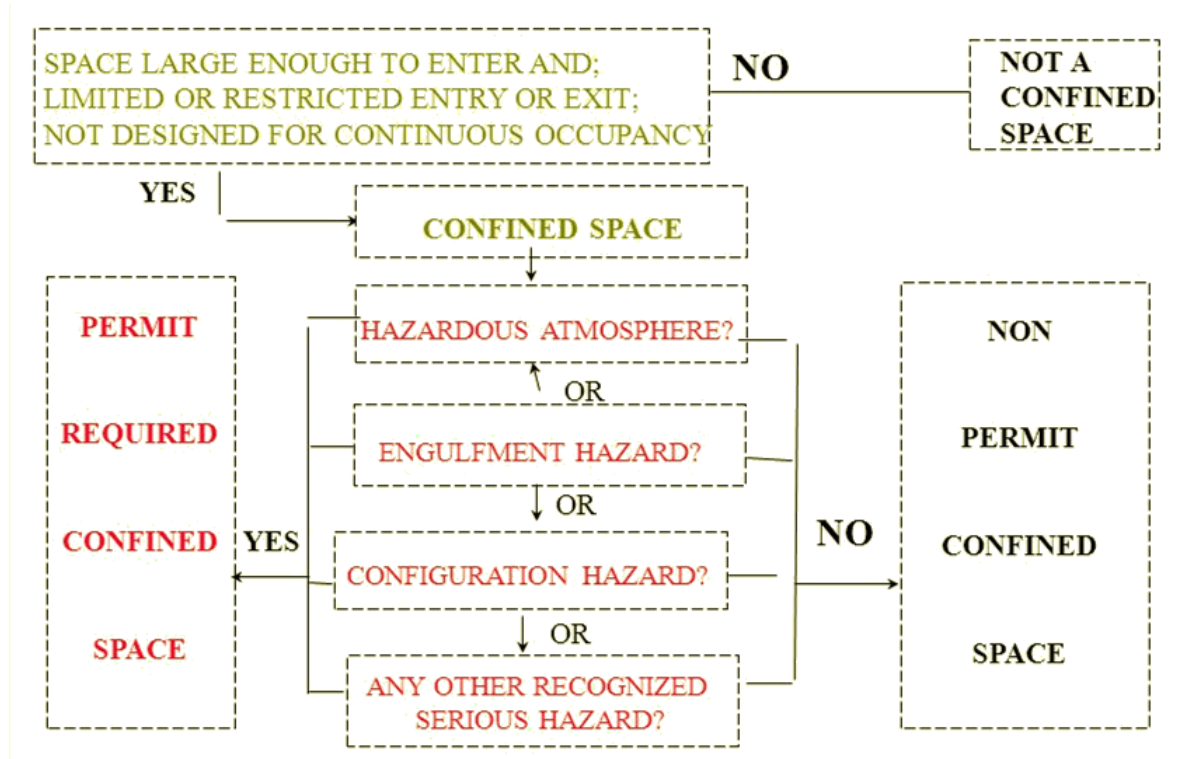 SPACE LARGE ENOUGH TO ENTER AND;
LIMITED OR RESTRICTED ENTRY OR EXIT;
NOT DESIGNED FOR CONTINUOUS OCCUPANCY
NO
NOT A
CONFINED
SPACE
YES
CONFINED SPACE
HAZARDOUS ATMOSPHERE?
OR
ENGULFMENT HAZARD?
OR
CONFIGURATION HAZARD?
OR
ANY OTHER RECOGNIZED
SERIOUS HAZARD?
YES
PERMIT
REQUIRED
CONFINED
SPACE
NO
NON
PERMIT
CONFINED
SPACE